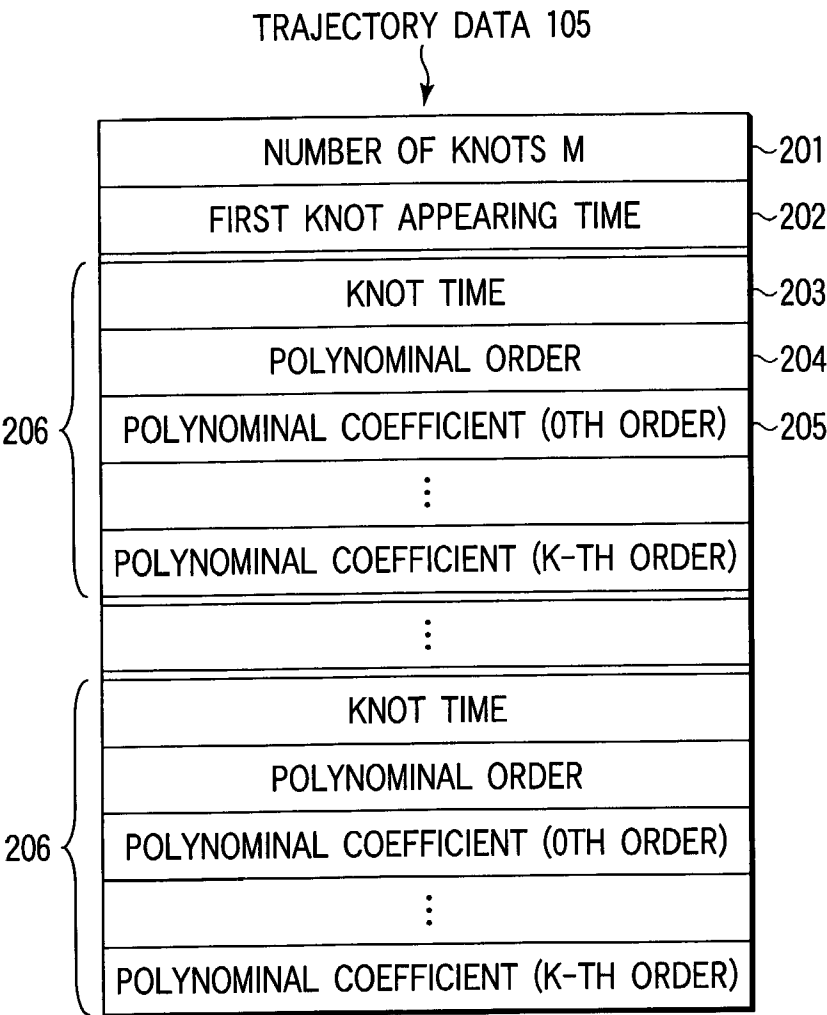 TRAJECTORY DATA 105
NUMBER OF KNOTS M 201
FIRST KNOT APPEARING TIME 202
KNOT TIME 203
POLYNOMINAL ORDER 204
206 POLYNOMINAL COEFFICIENT (0TH ORDER) 205
⋮
POLYNOMINAL COEFFICIENT (K-TH ORDER)
⋮
KNOT TIME
POLYNOMINAL ORDER
206 POLYNOMINAL COEFFICIENT (0TH ORDER)
⋮
POLYNOMINAL COEFFICIENT (K-TH ORDER)